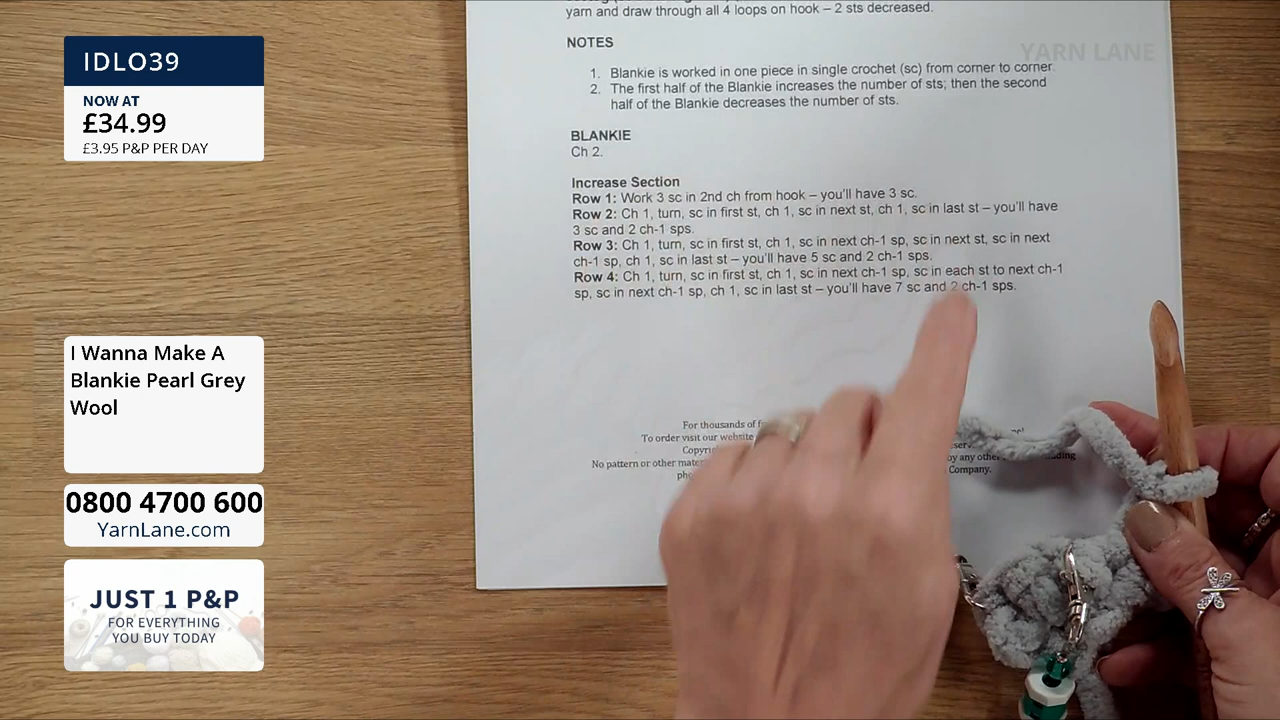 IDLO39
NOW AT
£34.99
£3.95 P&P PER DAY
I Wanna Make A
Blankie Pearl Grey
Wool
0800 4700 600
YarnLane.com
JUST 1 P&P
FOR EVERYTHING
YOU BUY TODAY
YARN LANE
yarn and draw through all 4 loops on hook – 2 sts decreased.
NOTES
1. Blankie is worked in one piece in single crochet (sc) from corner to corner.
2. The first half of the Blankie increases the number of sts; then the second
half of the Blankie decreases the number of sts.
BLANKIE
Ch 2.
Increase Section
Row 1: Work 3 sc in 2nd ch from hook – you'll have 3 sc.
Row 2: Ch 1, turn, sc in first st, ch 1, sc in next st, ch 1, sc in last st – you'll have
3 sc and 2 ch-1 sps.
Row 3: Ch 1, turn, sc in first st, ch 1, sc in next ch-1 sp, sc in next st, sc in next
ch-1 sp, ch 1, sc in last st – you'll have 5 sc and 2 ch-1 sps.
Row 4: Ch 1, turn, sc in first st, ch 1, sc in next ch-1 sp, sc in each st to next ch-1
sp, sc in next ch-1 sp, ch 1, sc in last st – you'll have 7 sc and 2 ch-1 sps.
For thousands of
To order visit our website
No pattern or other
by any other
Company.